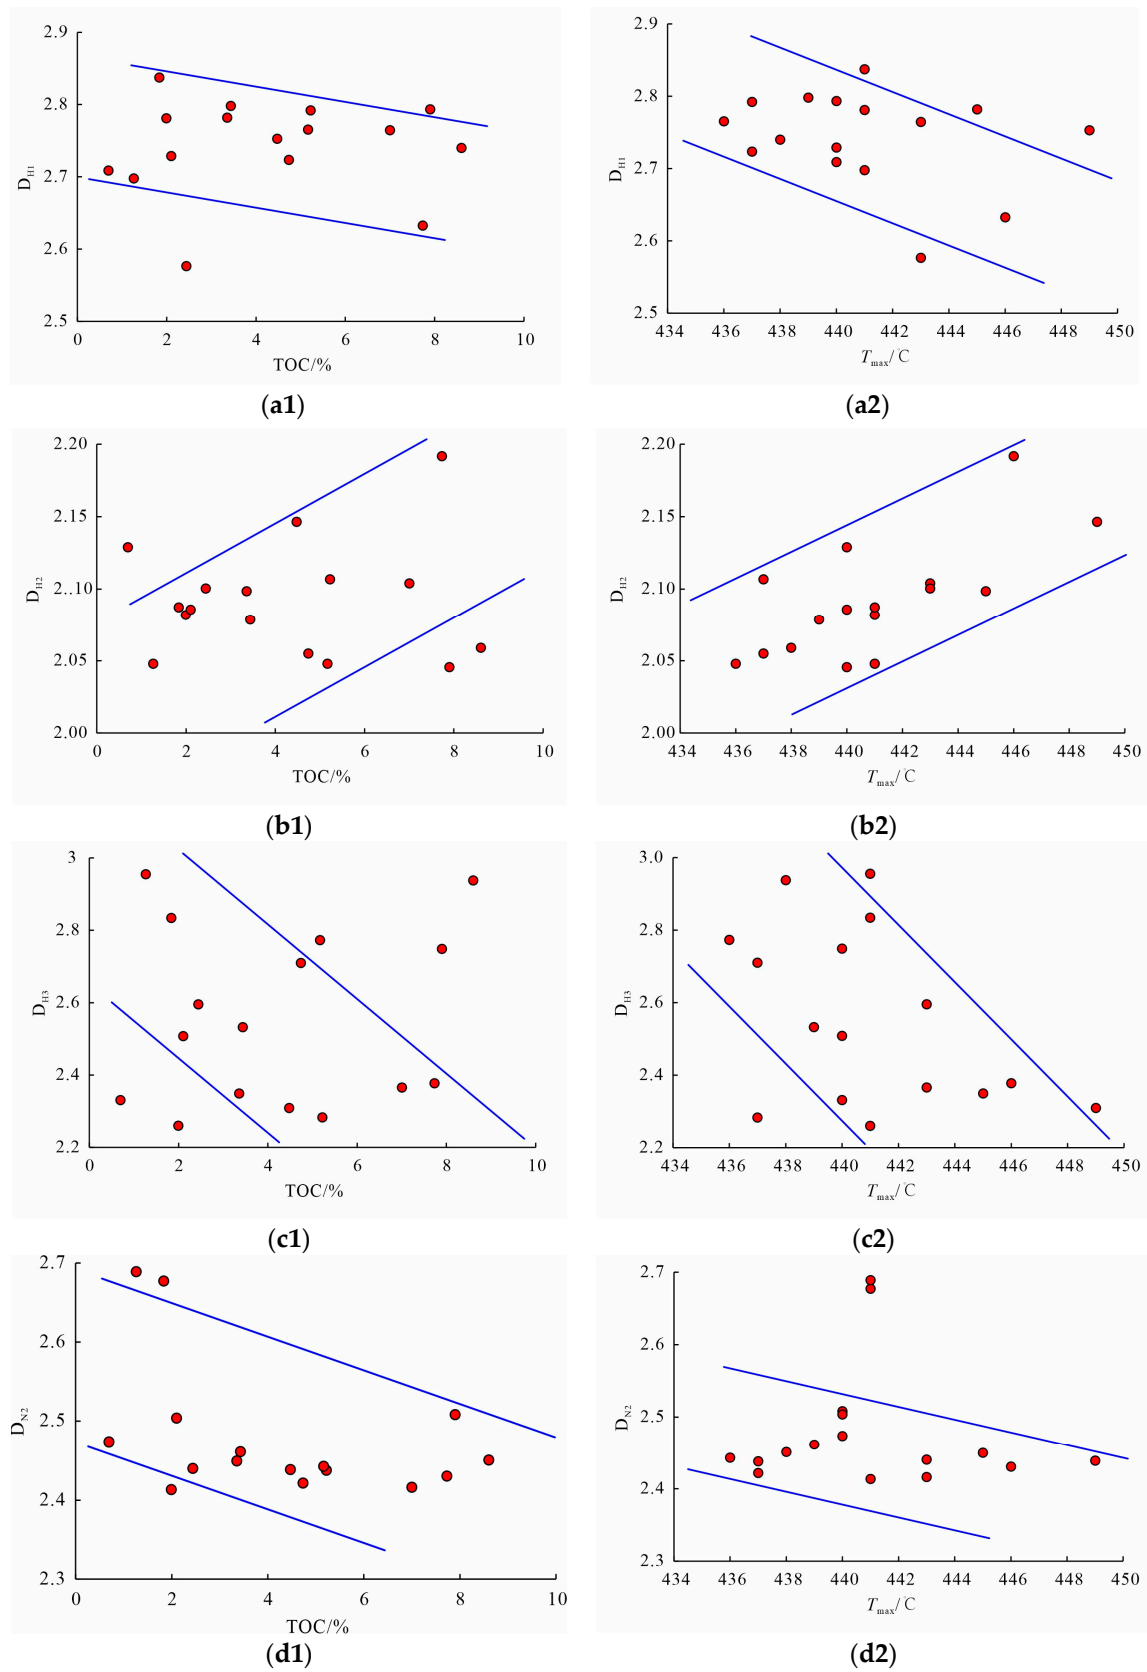 2.9
2.8
2.7
2.6
2.5
D_H1
0 2 4 6 8 10
TOC/%
(a1)
2.9
2.8
2.7
2.6
2.5
D_H1
434 436 438 440 442 444 446 448 450
T_max/℃
(a2)
2.20
2.15
2.10
2.05
2.00
D_H2
0 2 4 6 8 10
TOC/%
(b1)
2.20
2.15
2.10
2.05
2.00
D_H2
434 436 438 440 442 444 446 448 450
T_max/℃
(b2)
3
2.8
2.6
2.4
2.2
D_H3
0 2 4 6 8 10
TOC/%
(c1)
3.0
2.8
2.6
2.4
2.2
D_H3
434 436 438 440 442 444 446 448 450
T_max/℃
(c2)
2.7
2.6
2.5
2.4
2.3
D_N2
0 2 4 6 8 10
TOC/%
(d1)
2.7
2.6
2.5
2.4
2.3
D_N2
434 436 438 440 442 444 446 448 450
T_max/℃
(d2)